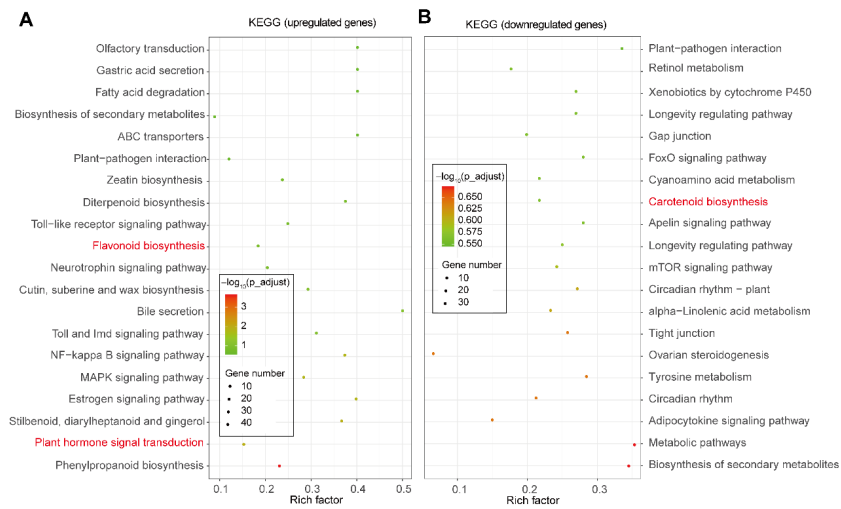 A
KEGG (upregulated genes)
Olfactory transduction
Gastric acid secretion
Fatty acid degradation
Biosynthesis of secondary metabolites
ABC transporters
Plant−pathogen interaction
Zeatin biosynthesis
Diterpenoid biosynthesis
Toll−like receptor signaling pathway
Flavonoid biosynthesis
Neurotrophin signaling pathway
Cutin, suberine and wax biosynthesis
Bile secretion
Toll and Imd signaling pathway
NF−kappa B signaling pathway
MAPK signaling pathway
Estrogen signaling pathway
Stilbenoid, diarylheptanoid and gingerol
Plant hormone signal transduction
Phenylpropanoid biosynthesis
−log10(p_adjust)
3
2
1
Gene number
10
20
30
40
0.1 0.2 0.3 0.4 0.5
Rich factor
B
KEGG (downregulated genes)
Plant−pathogen interaction
Retinol metabolism
Xenobiotics by cytochrome P450
Longevity regulating pathway
Gap junction
FoxO signaling pathway
Cyanoamino acid metabolism
Carotenoid biosynthesis
Apelin signaling pathway
Longevity regulating pathway
mTOR signaling pathway
Circadian rhythm − plant
alpha−Linolenic acid metabolism
Tight junction
Ovarian steroidogenesis
Tyrosine metabolism
Circadian rhythm
Adipocytokine signaling pathway
Metabolic pathways
Biosynthesis of secondary metabolites
−log10(p_adjust)
0.650
0.625
0.600
0.575
0.550
Gene number
10
20
30
0.1 0.2 0.3
Rich factor